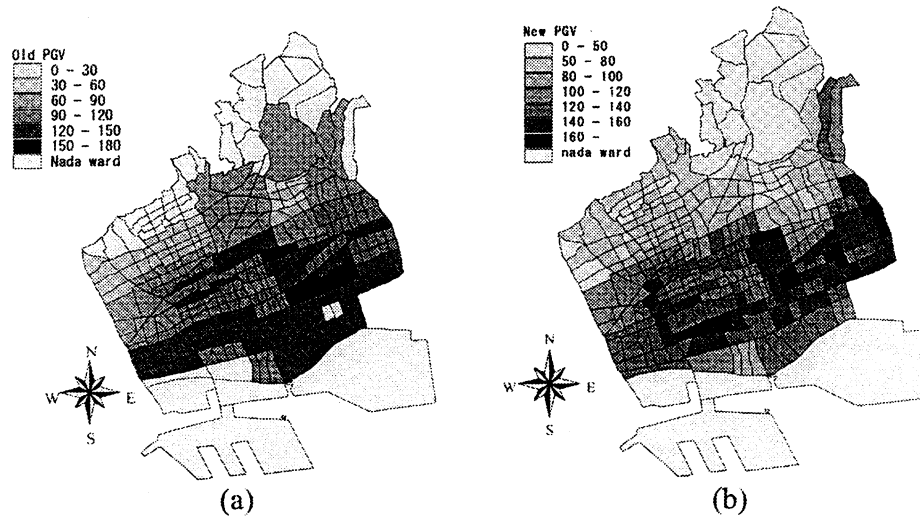 Old PGV
0 - 30
30 - 60
60 - 90
90 - 120
120 - 150
150 - 180
Nada ward
N
W E
S
(a)
New PGV
0 - 50
50 - 80
80 - 100
100 - 120
120 - 140
140 - 160
160 -
nada ward
N
W E
S
(b)